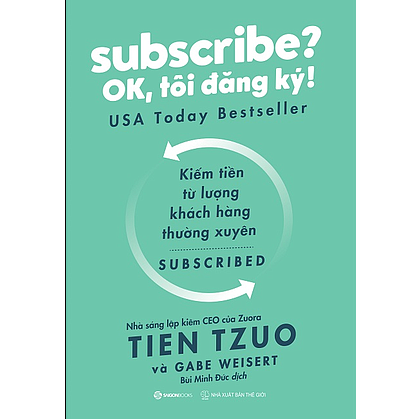 subscribe?
OK, tôi đăng ký!
USA Today Bestseller
Kiếm tiền
từ lượng
khách hàng
thường xuyên
SUBSCRIBED
Nhà sáng lập kiêm CEO của Zuora
TIEN TZUO
và GABE WEISERT
Bùi Minh Đức dịch
SAIGONBOOKS
NHÀ XUẤT BẢN THẾ GIỚI